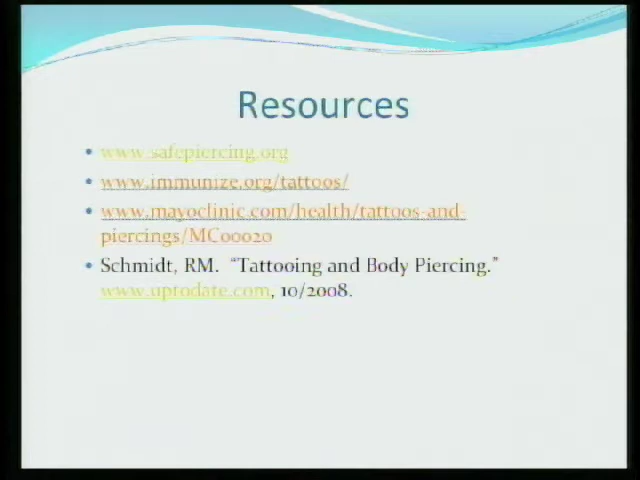 Resources
• www.safepiercing.org
• www.immunize.org/tattoos/
• www.mayoclinic.com/health/tattoos-and-
piercings/MC00020
• Schmidt, RM. "Tattooing and Body Piercing."
www.uptodate.com, 10/2008.